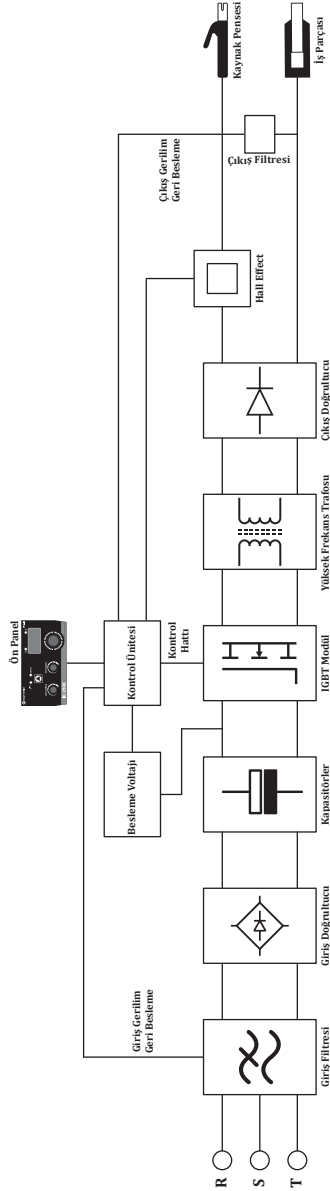 Ön Panel
Giriş Gerilim
Geri Besleme
Besleme Voltajı
Kontrol Ünitesi
Kontrol
Hattı
Çıkış Gerilim
Geri Besleme
R
S
T
Giriş Filtresi
Giriş Doğrultucu
Kapasitörler
IGBT Modül
Yüksek Frekans Trafosu
Çıkış Doğrultucu
Hall Effect
Çıkış Filtresi
Kaynak Pensesi
İş Parçası